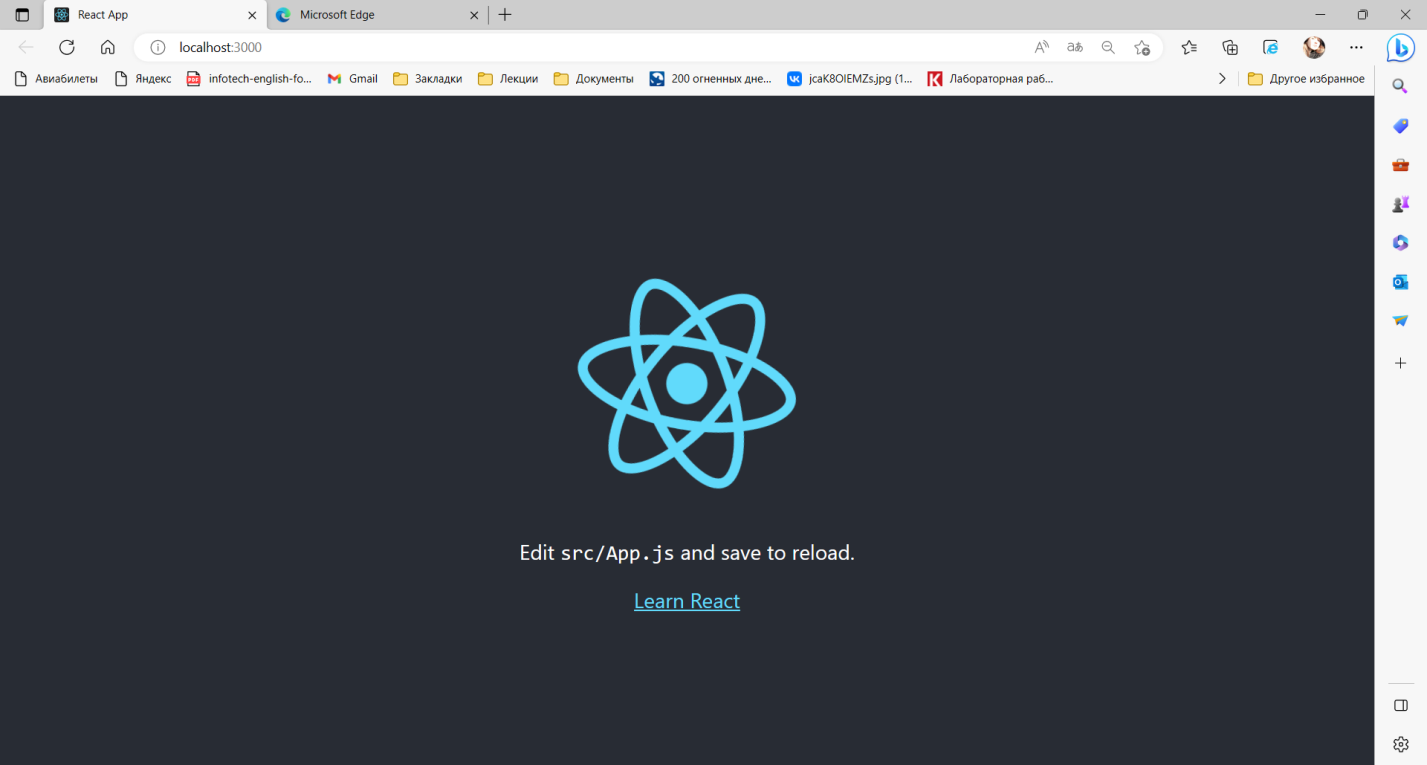 React App
Microsoft Edge
localhost:3000
Авиабилеты Яндекс infotech-english-fo... Gmail Закладки Лекции Документы 200 огненных дне... jcaK8OIEMZs.jpg (1... Лабораторная раб... Другое избранное
Edit src/App.js and save to reload.
Learn React